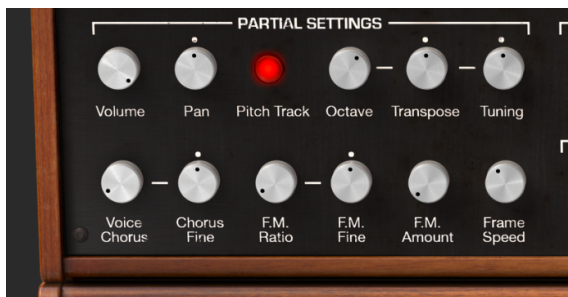 PARTIAL SETTINGS
Volume
Pan
Pitch Track
Octave
Transpose
Tuning
Voice
Chorus
Chorus
Fine
F.M.
Ratio
F.M.
Fine
F.M.
Amount
Frame
Speed